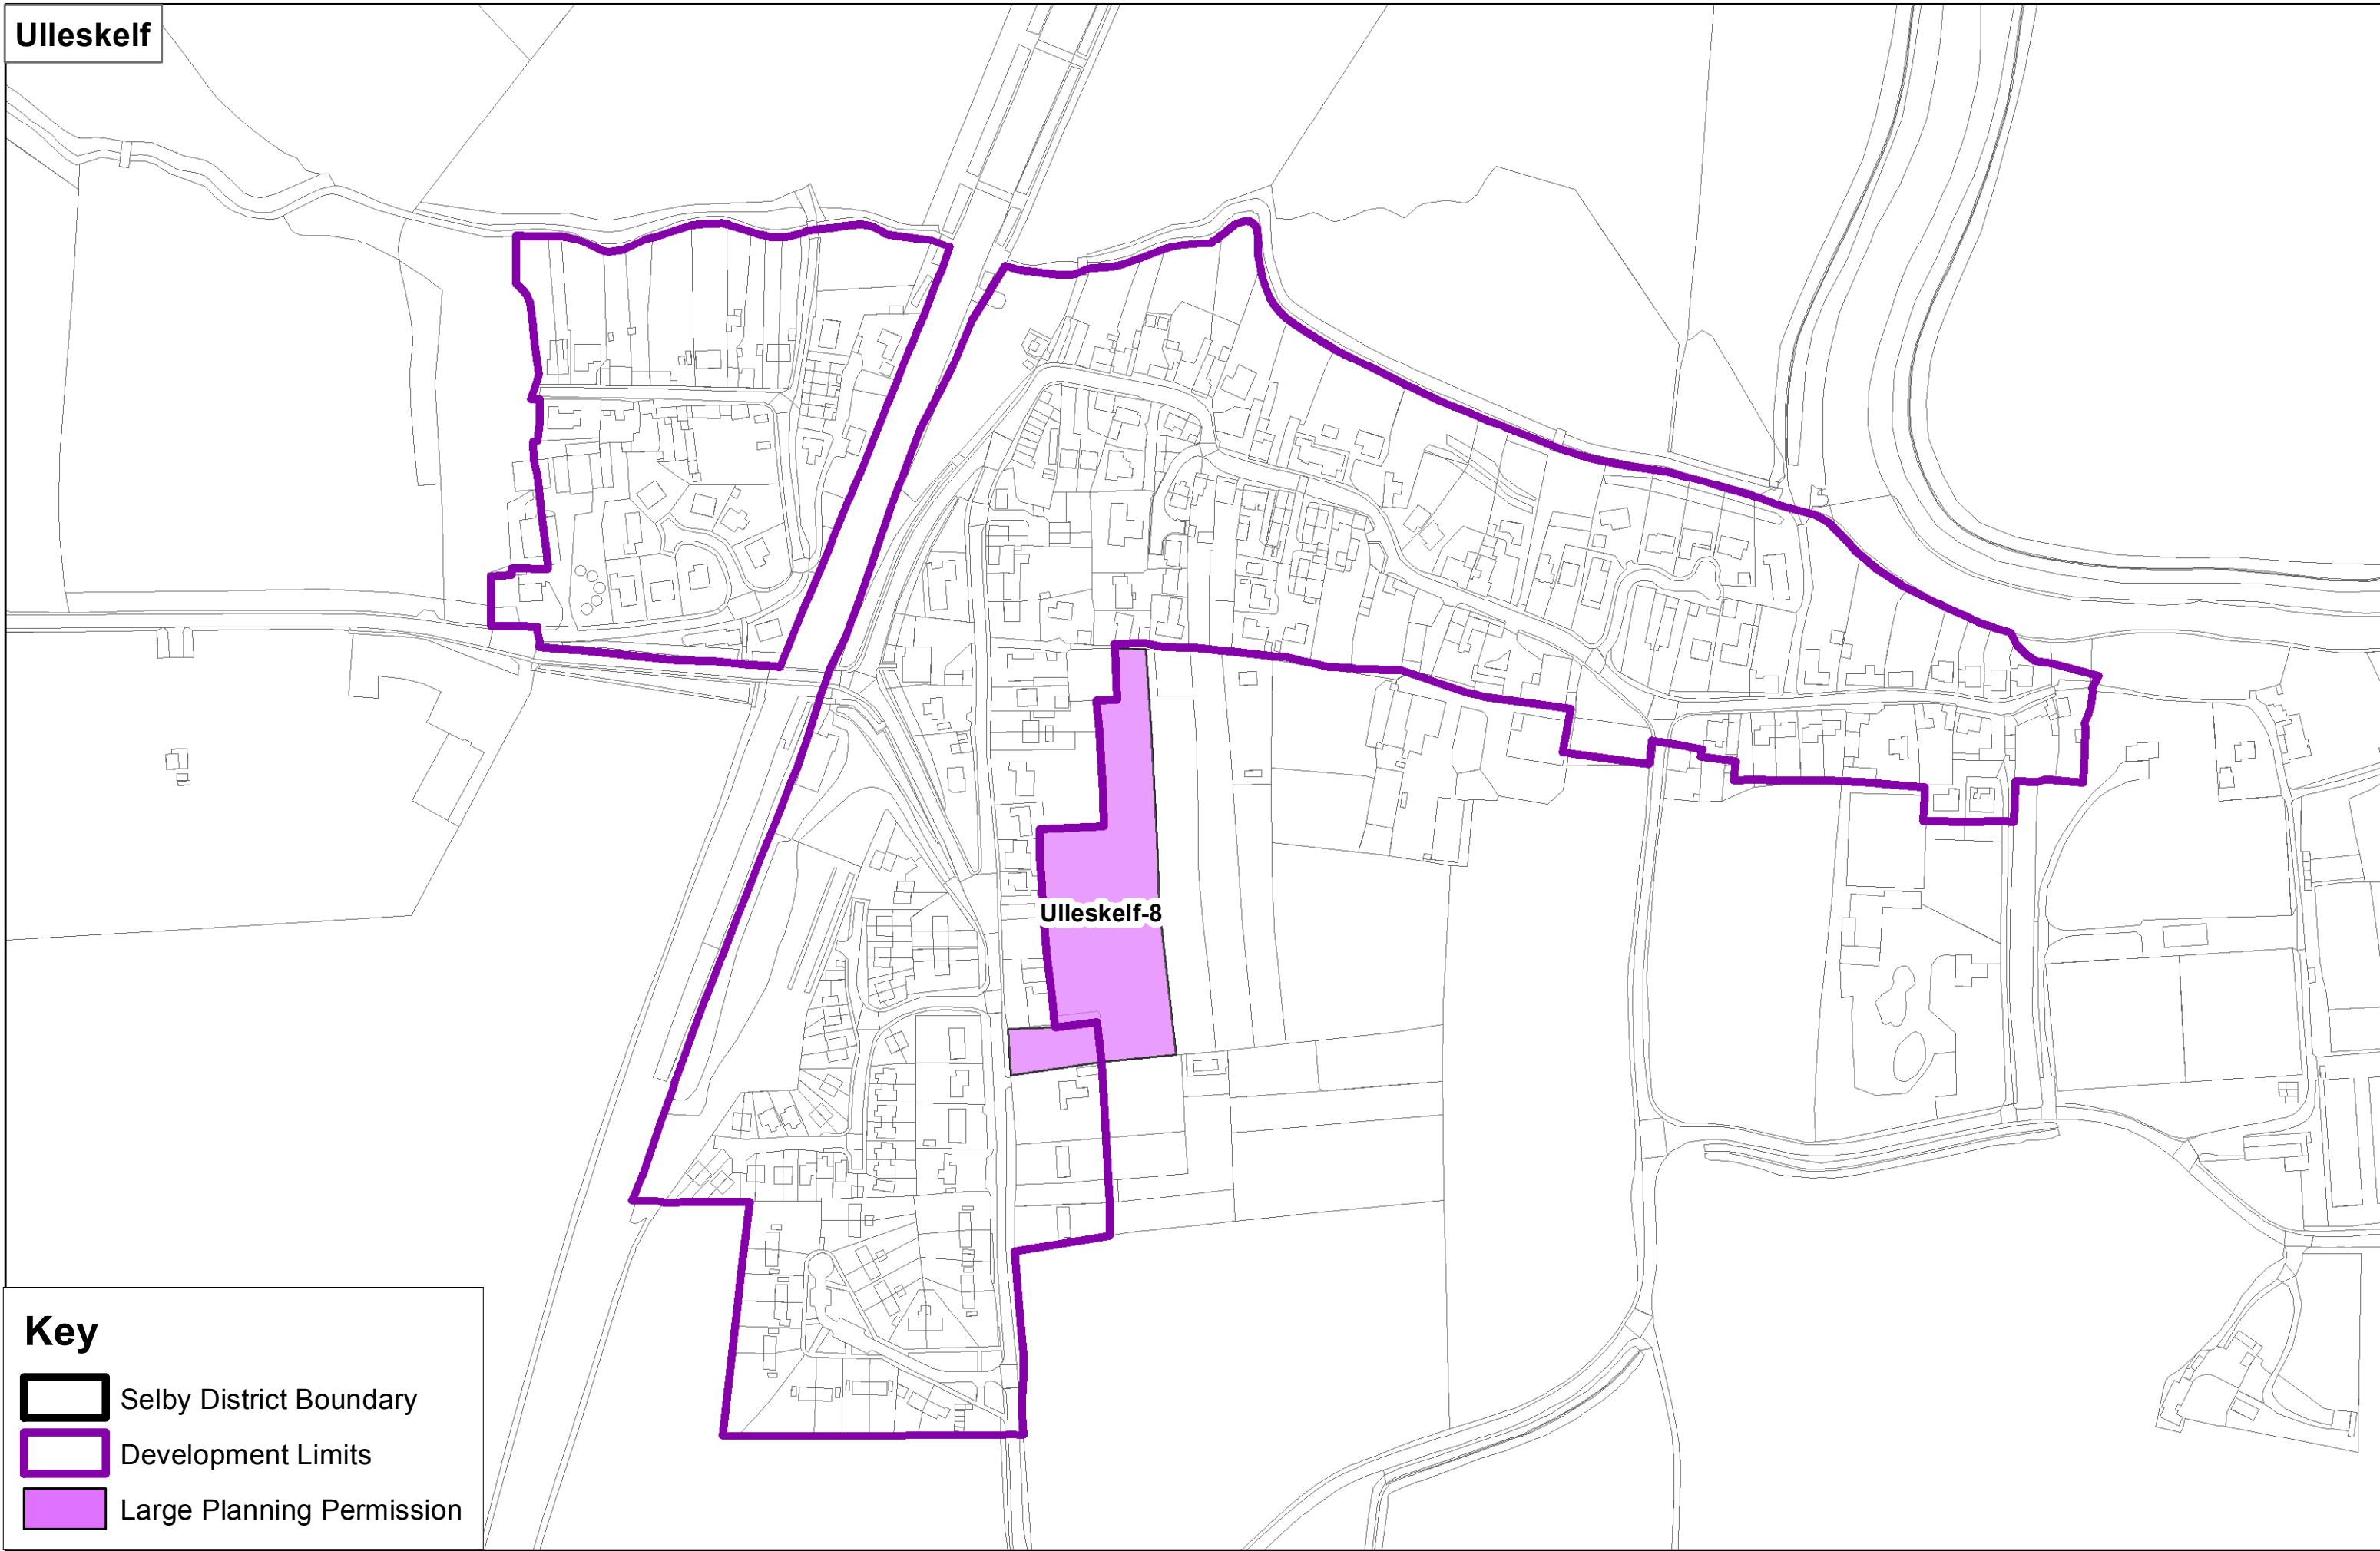 Ulleskelf
Ulleskelf-8
Key
Selby District Boundary
Development Limits
Large Planning Permission